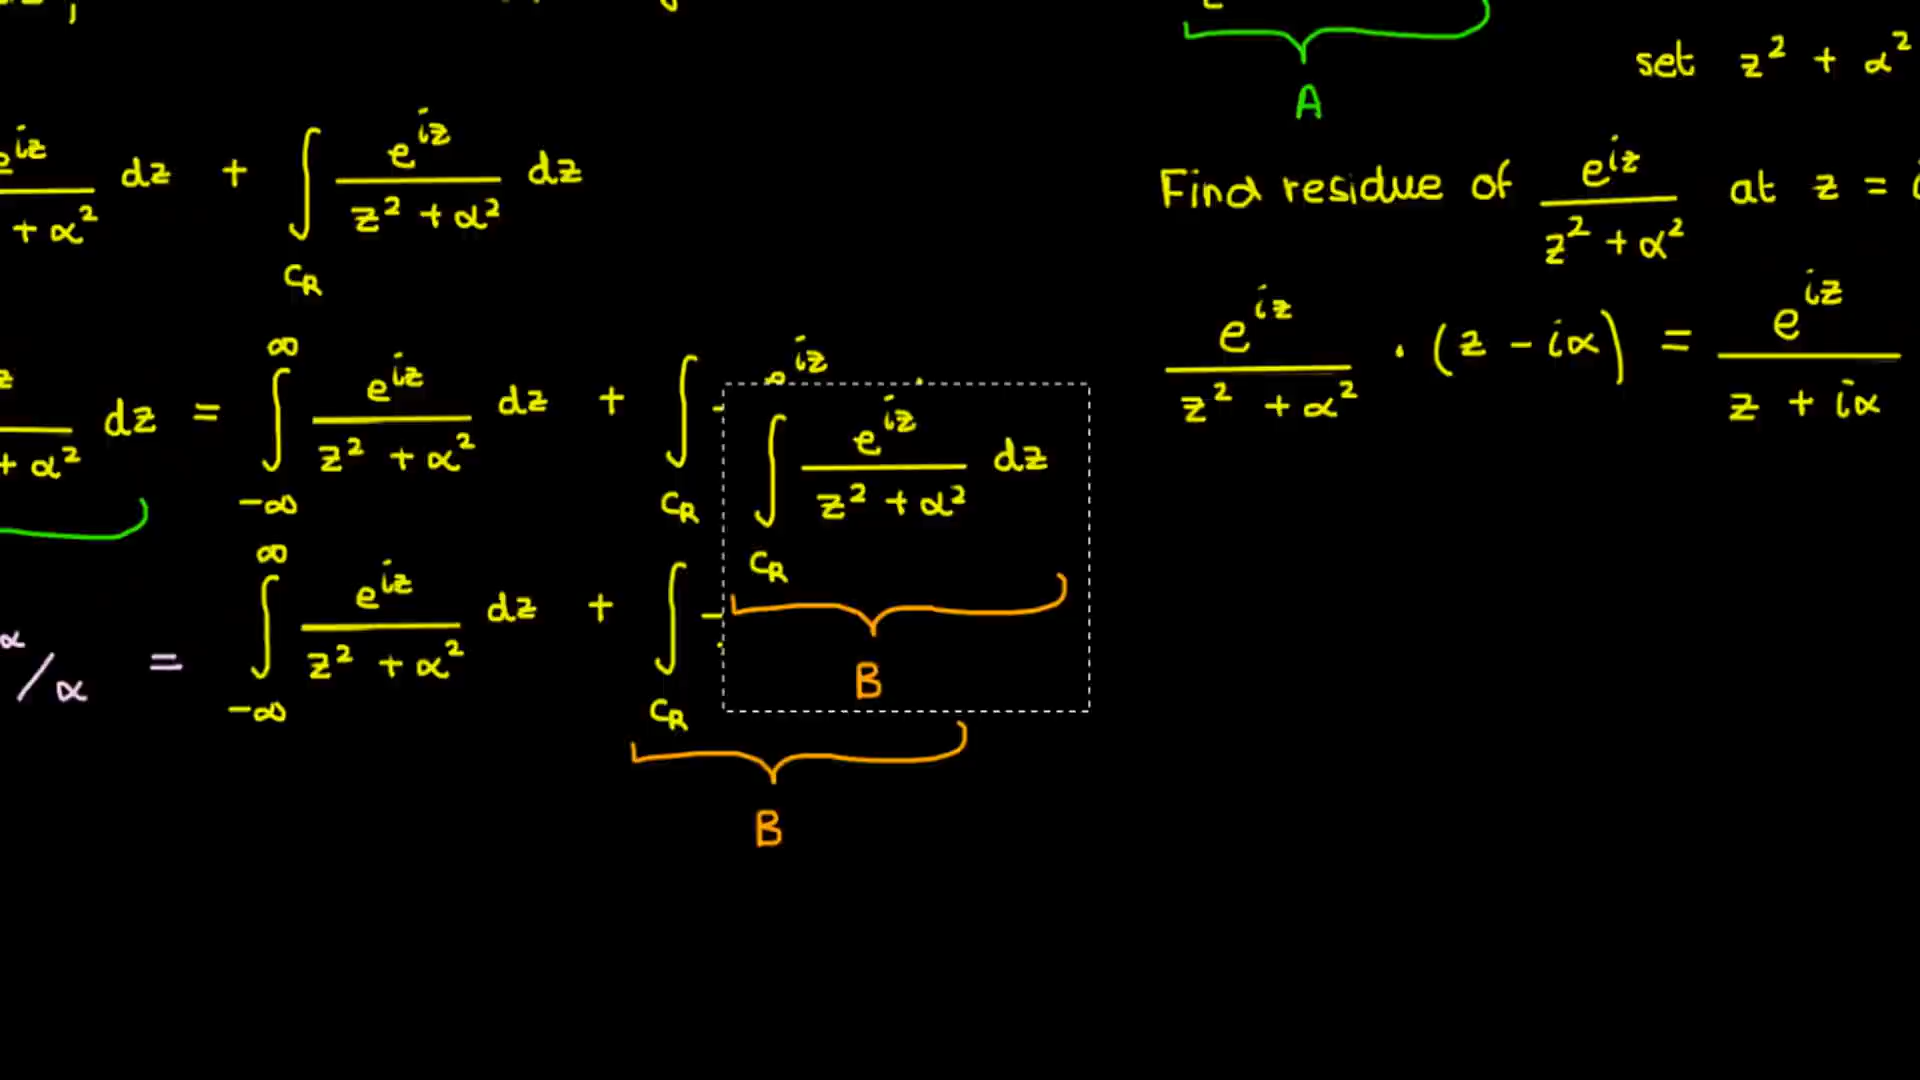 e^{iz} / + α² dz + ∫_{C_R} e^{iz} / z² + α² dz
z / + α² dz = ∫_{-∞}^{∞} e^{iz} / z² + α² dz + ∫_{C_R} e^{iz}
α / α = ∫_{-∞}^{∞} e^{iz} / z² + α² dz + ∫_{C_R}
B
∫_{C_R} e^{iz} / z² + α² dz
B
A
set z² + α²
Find residue of e^{iz} / z² + α² at z =
e^{iz} / z² + α² · (z - iα) = e^{iz} / z + iα